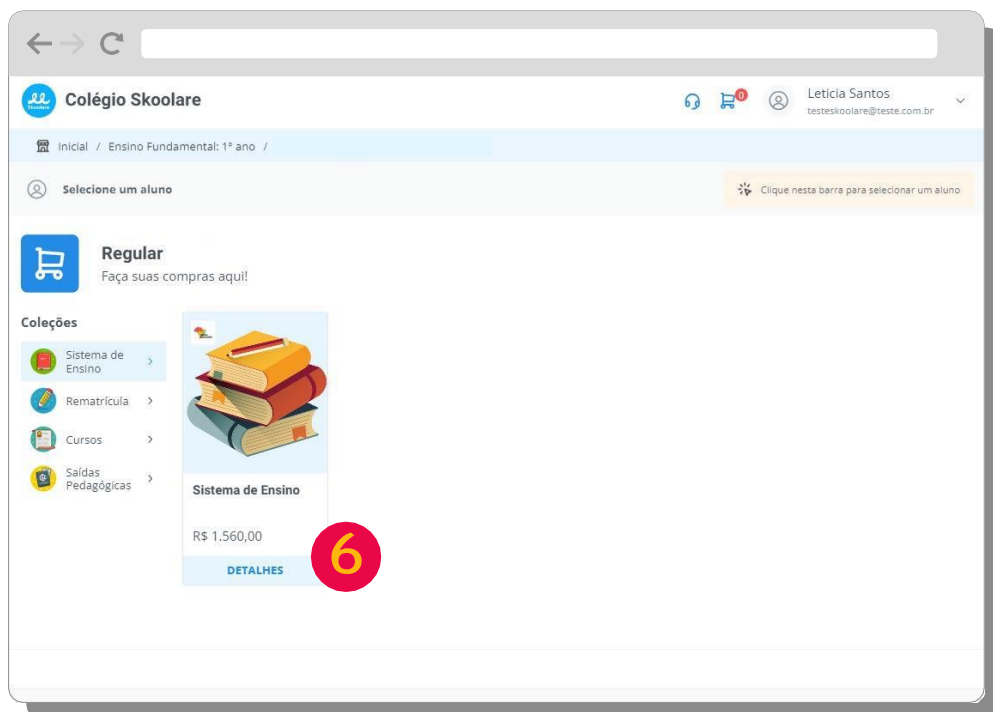 Colégio Skoolare
0
Leticia Santos
testeskoolare@teste.com.br
Inicial / Ensino Fundamental: 1º ano /
Selecione um aluno
Clique nesta barra para selecionar um aluno
Regular
Faça suas compras aqui!
Coleções
Sistema de
Ensino
Rematrícula
Cursos
Saídas
Pedagógicas
Sistema de Ensino
R$ 1.560,00
DETALHES
6